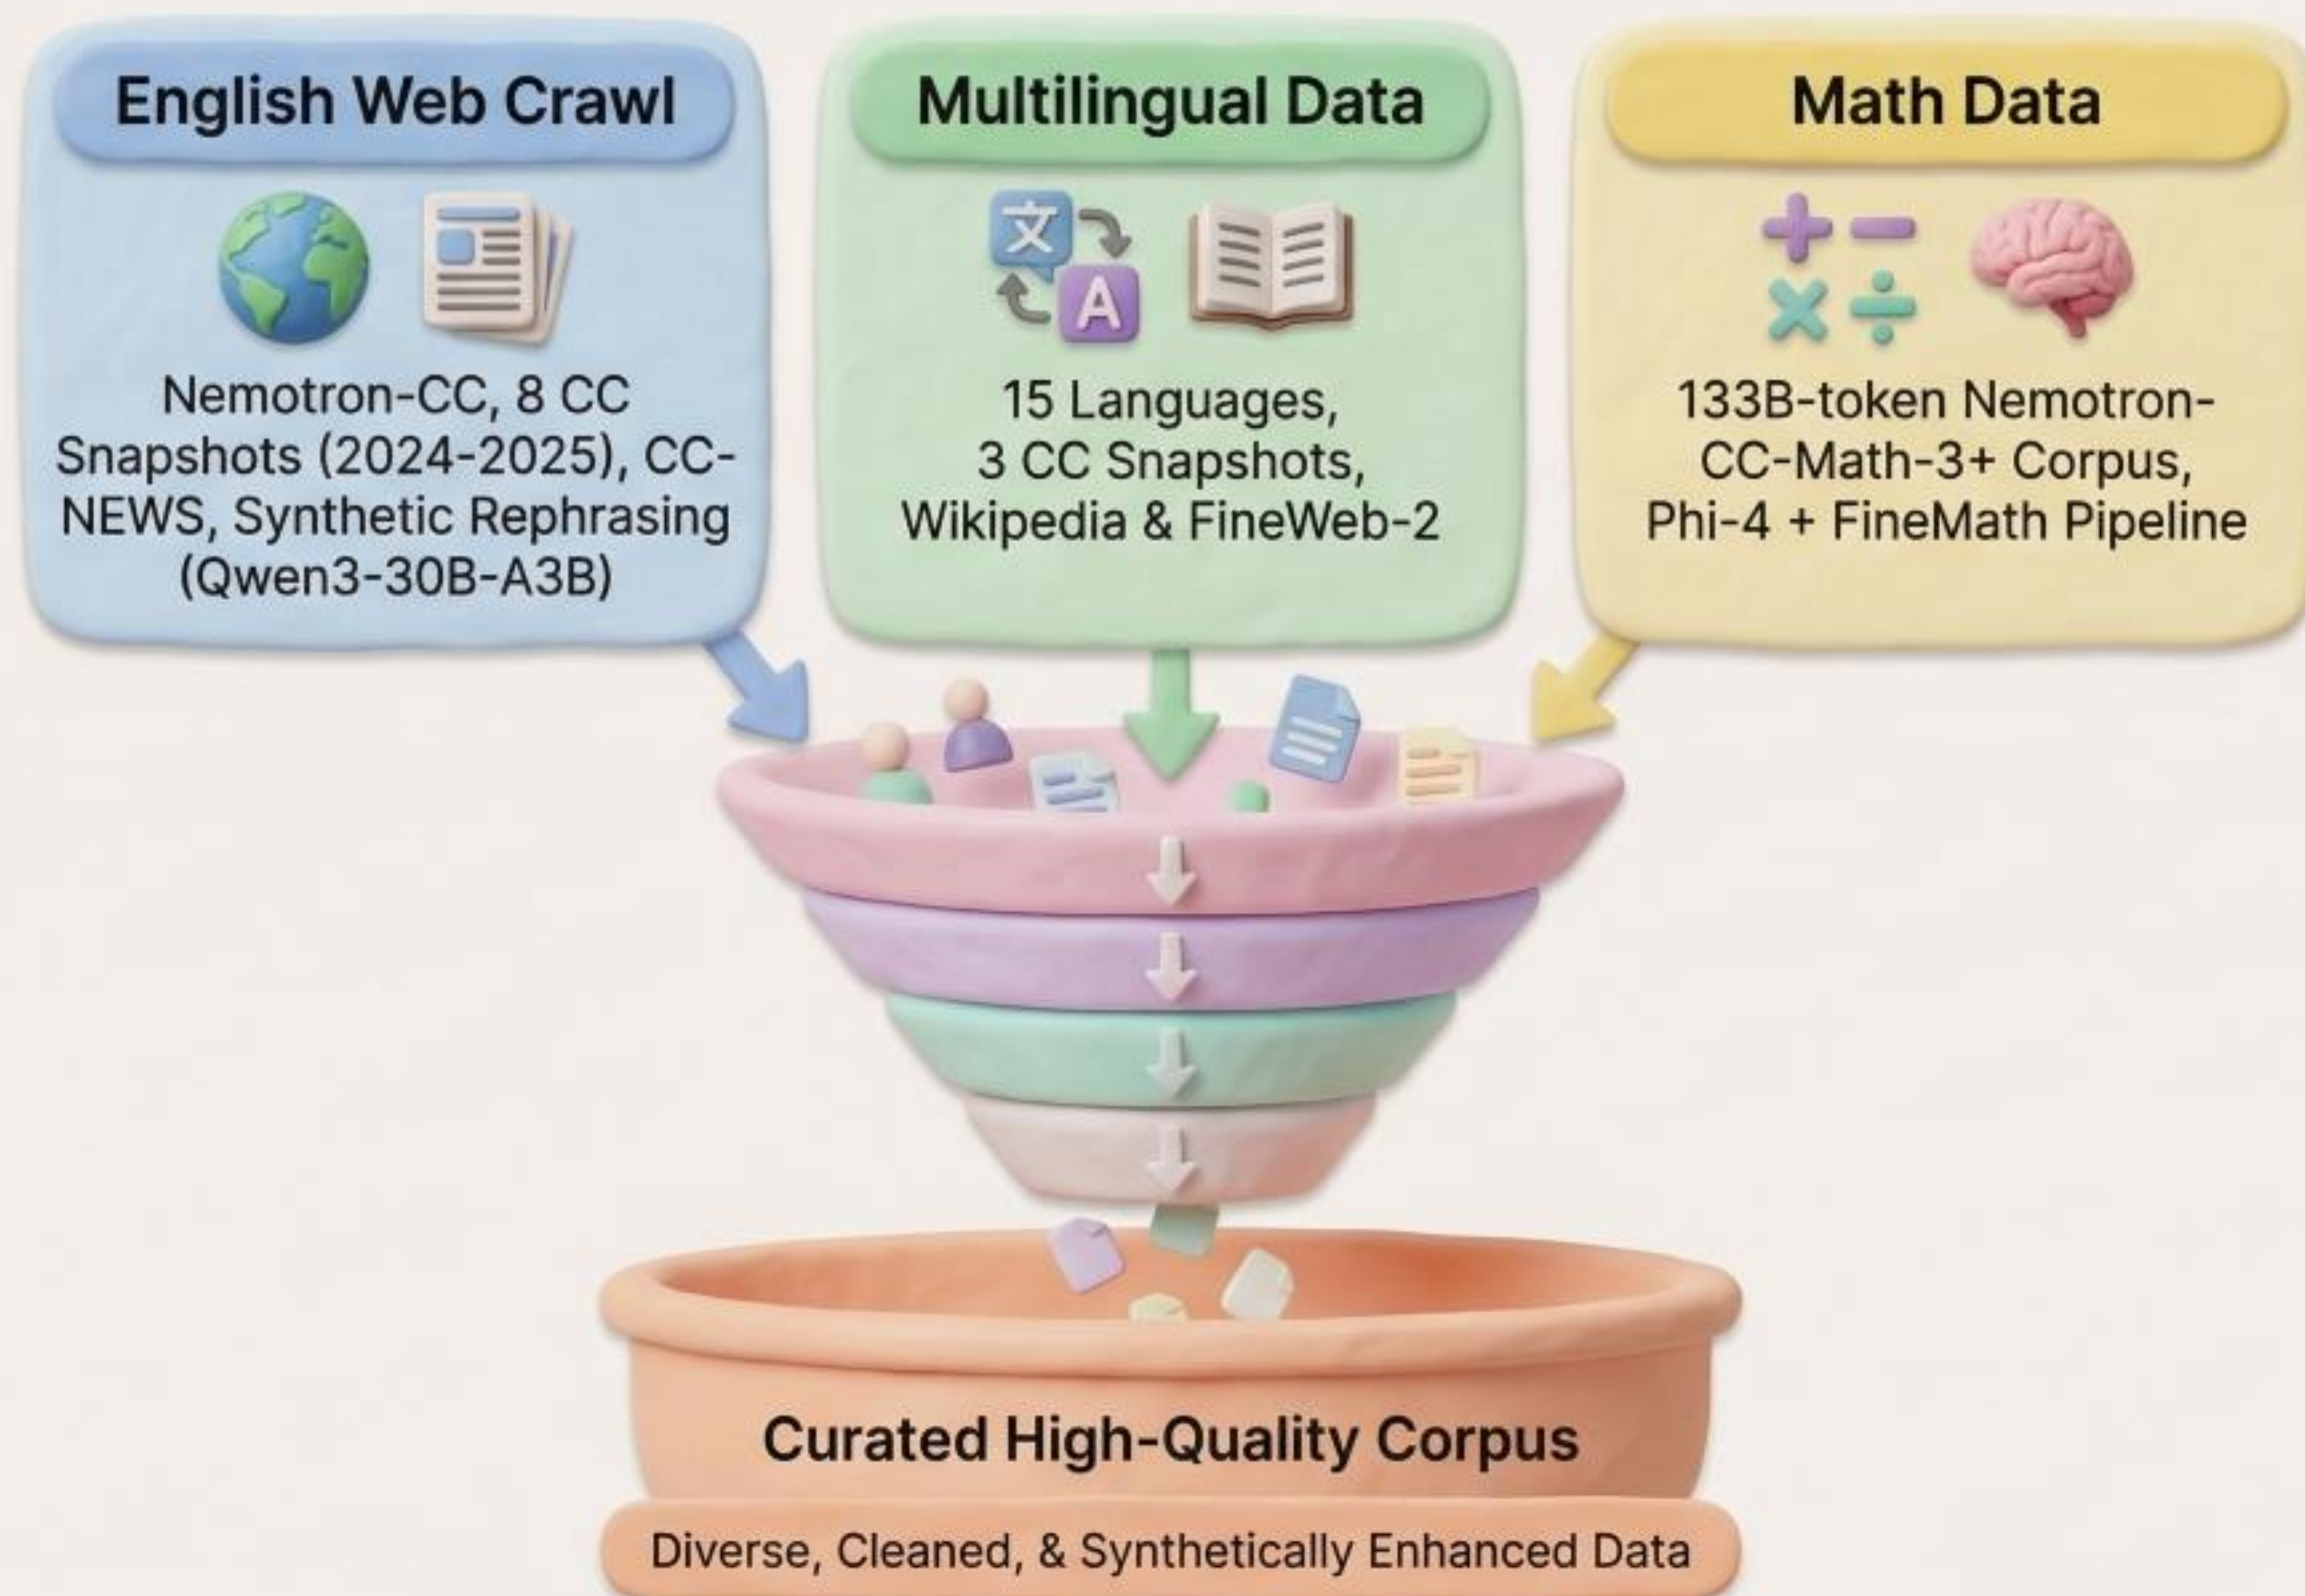 English Web Crawl
Nemotron-CC, 8 CC
Snapshots (2024-2025), CC-
NEWS, Synthetic Rephrasing
(Qwen3-30B-A3B)
Multilingual Data
文
A
15 Languages,
3 CC Snapshots,
Wikipedia & FineWeb-2
Math Data
133B-token Nemotron-
CC-Math-3+ Corpus,
Phi-4 + FineMath Pipeline
Curated High-Quality Corpus
Diverse, Cleaned, & Synthetically Enhanced Data